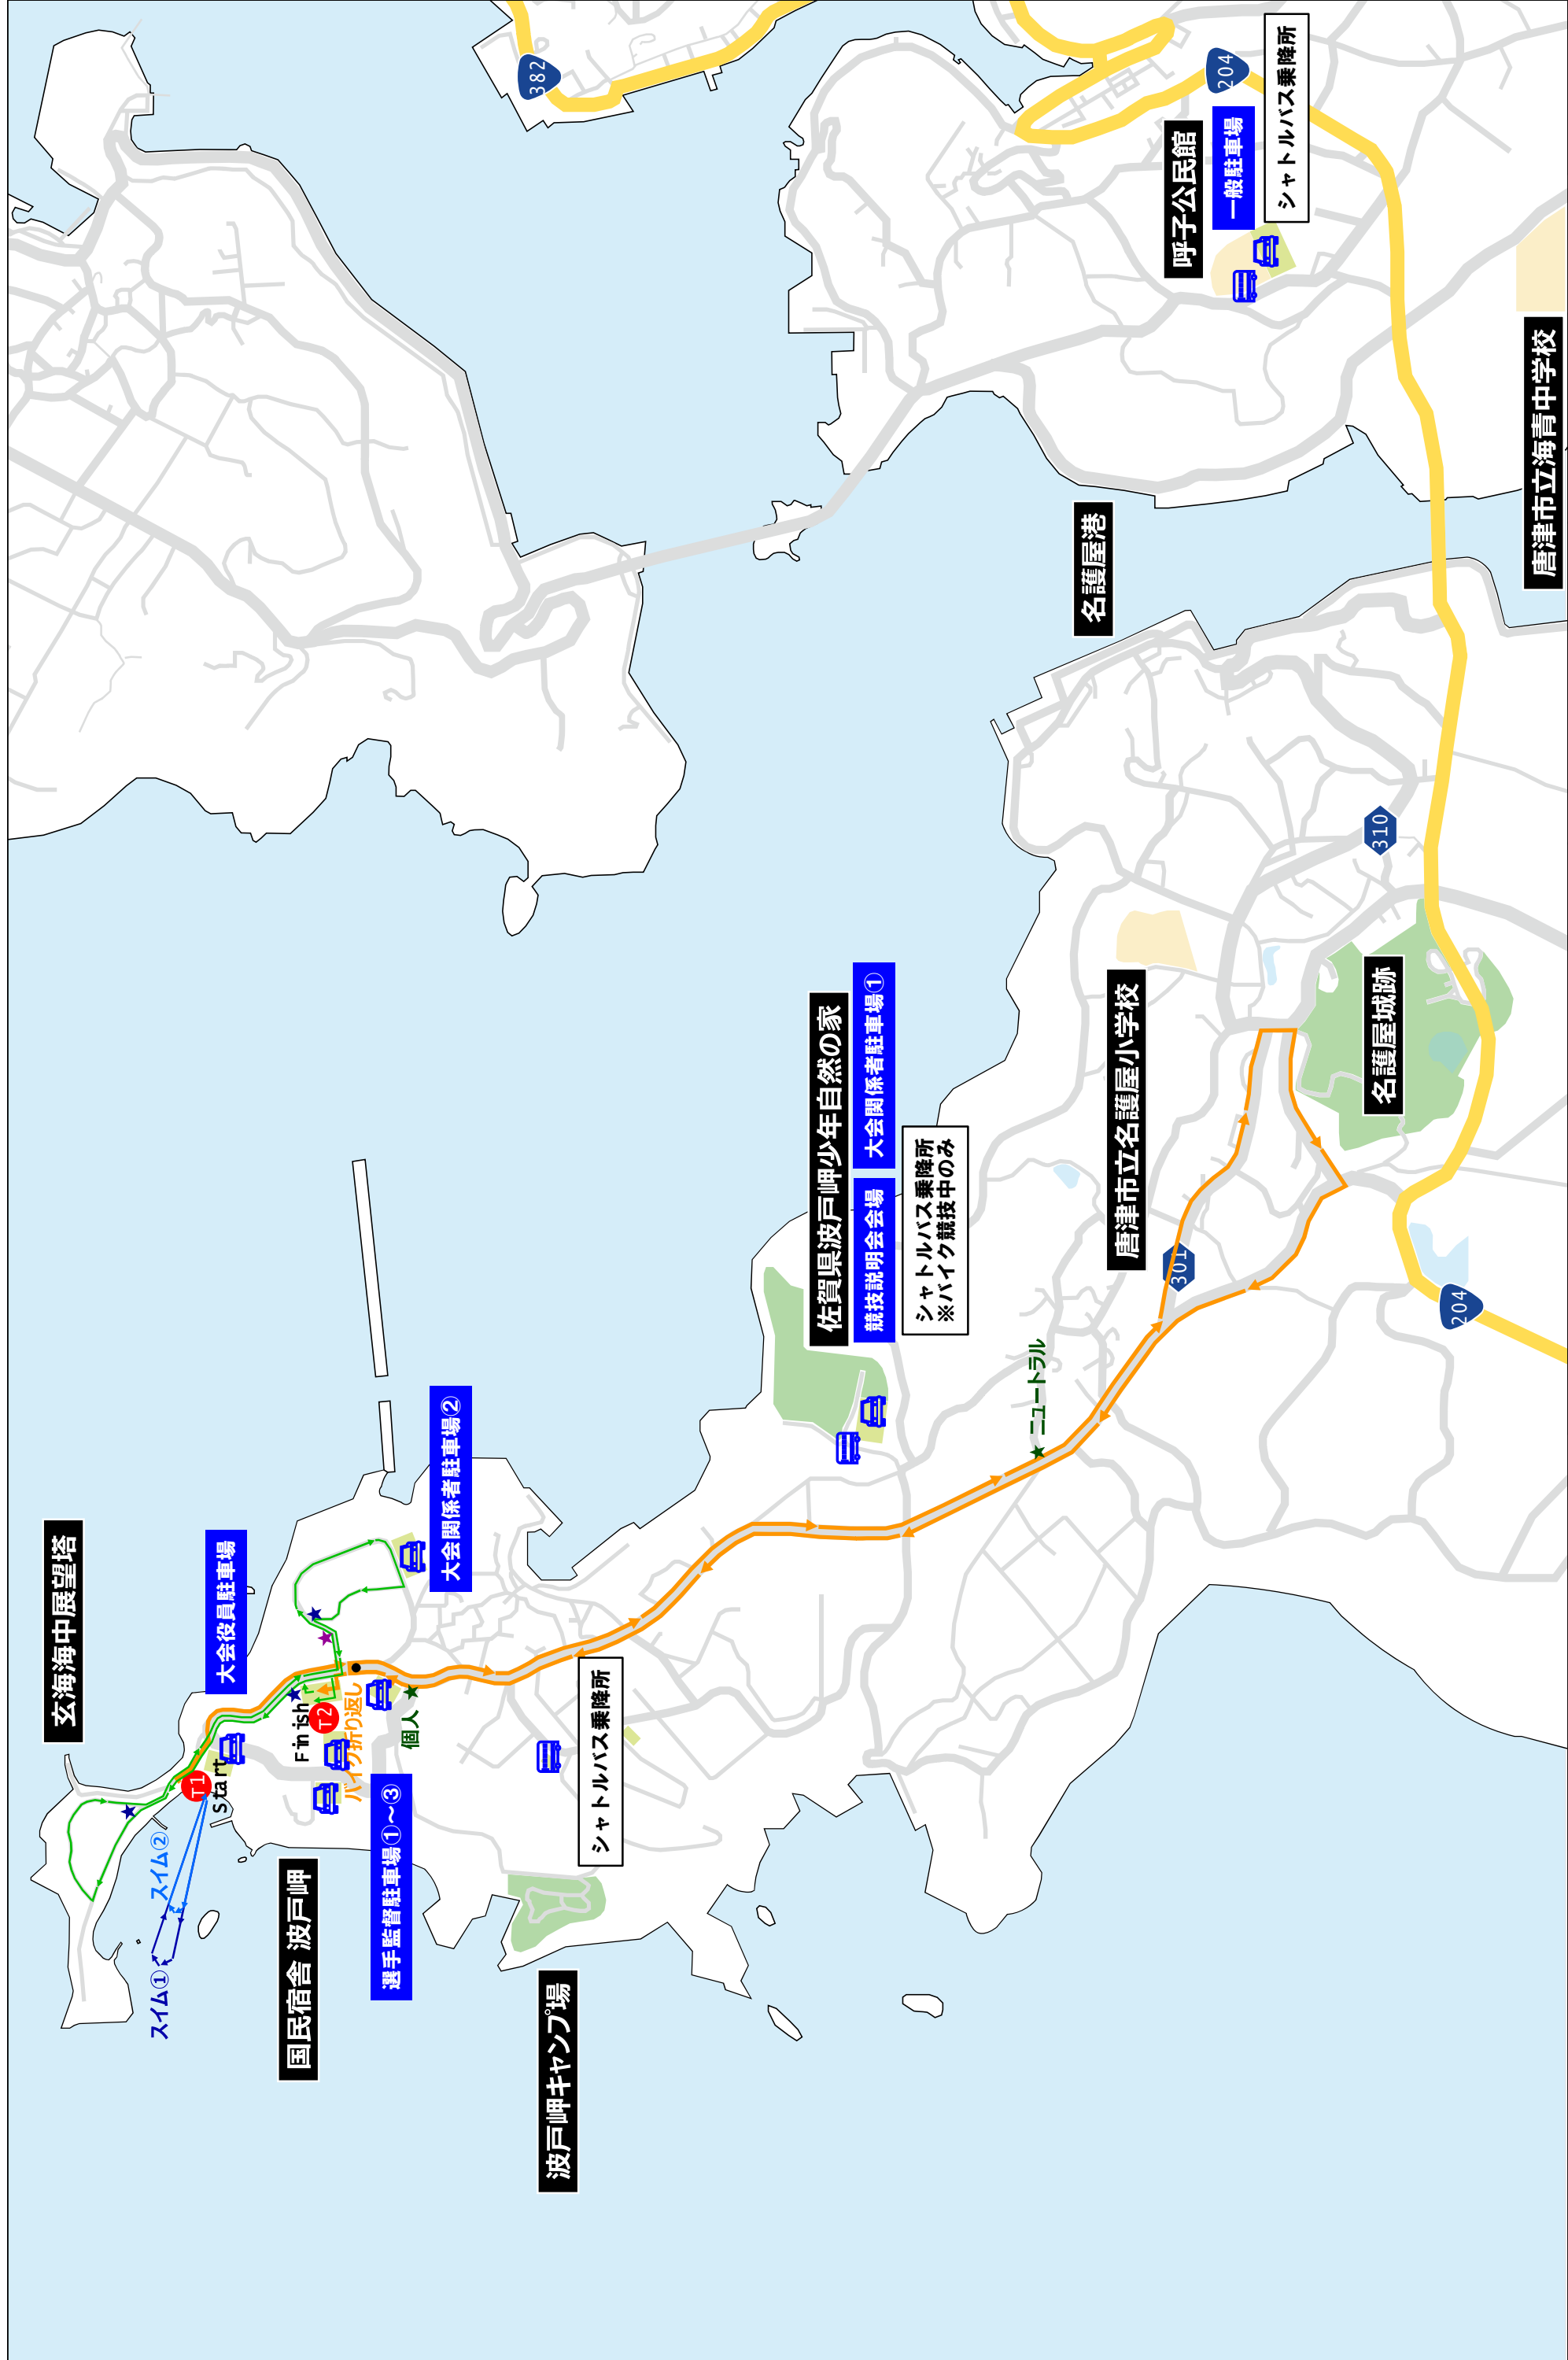 玄海海中展望塔
大会役員駐車場
スイム①
スイム②
T1
Start
Finish
T2
バイク折り返し
国民宿舎 波戸岬
選手監督駐車場①～③
個人
大会関係者駐車場②
波戸岬キャンプ場
シャトルバス乗降所
佐賀県波戸岬少年自然の家
競技説明会会場
大会関係者駐車場①
シャトルバス乗降所
※バイク競技中のみ
ニュートラル
唐津市立名護屋小学校
301
名護屋城跡
310
204
名護屋港
382
呼子公民館
一般駐車場
シャトルバス乗降所
204
唐津市立海青中学校